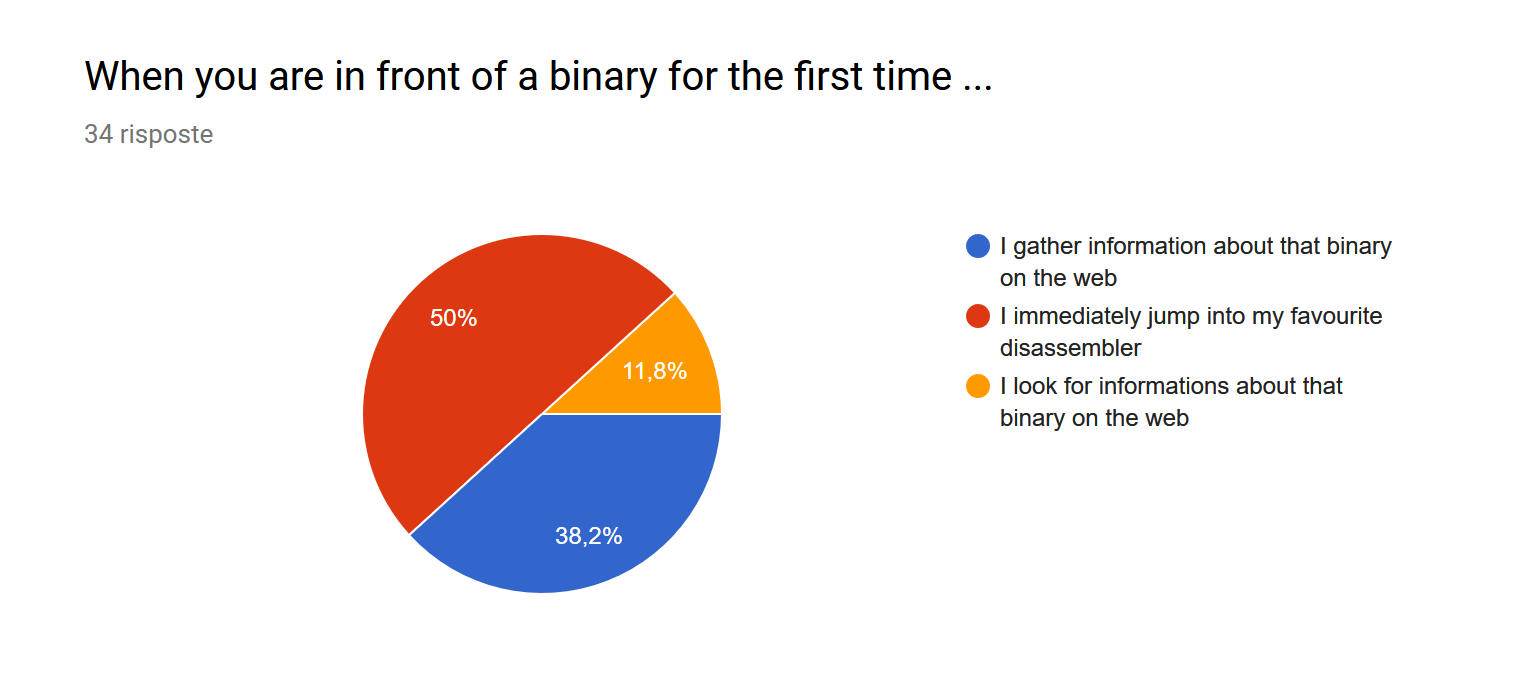 When you are in front of a binary for the first time ...
34 risposte
50%
11,8%
38,2%
I gather information about that binary
on the web
I immediately jump into my favourite
disassembler
I look for informations about that
binary on the web